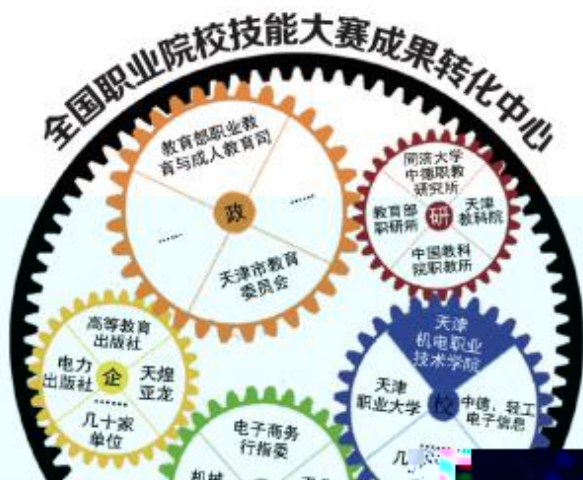 全国职业院校技能大赛成果转化中心
教育部职业教
育与成人教育司
政
……
……
天津市教育
委员会
同济大学
中德职教
研究所
教育部
职研所
研
天津
教科院
中国教科
院职教所
高等教育
出版社
电力
出版社
企
天煌
亚龙
……
几十家
单位
天津
机电职业
技术学院
天津
职业大学
校
中德、轻工
电子信息
……
几
电子商务
行指委
机械